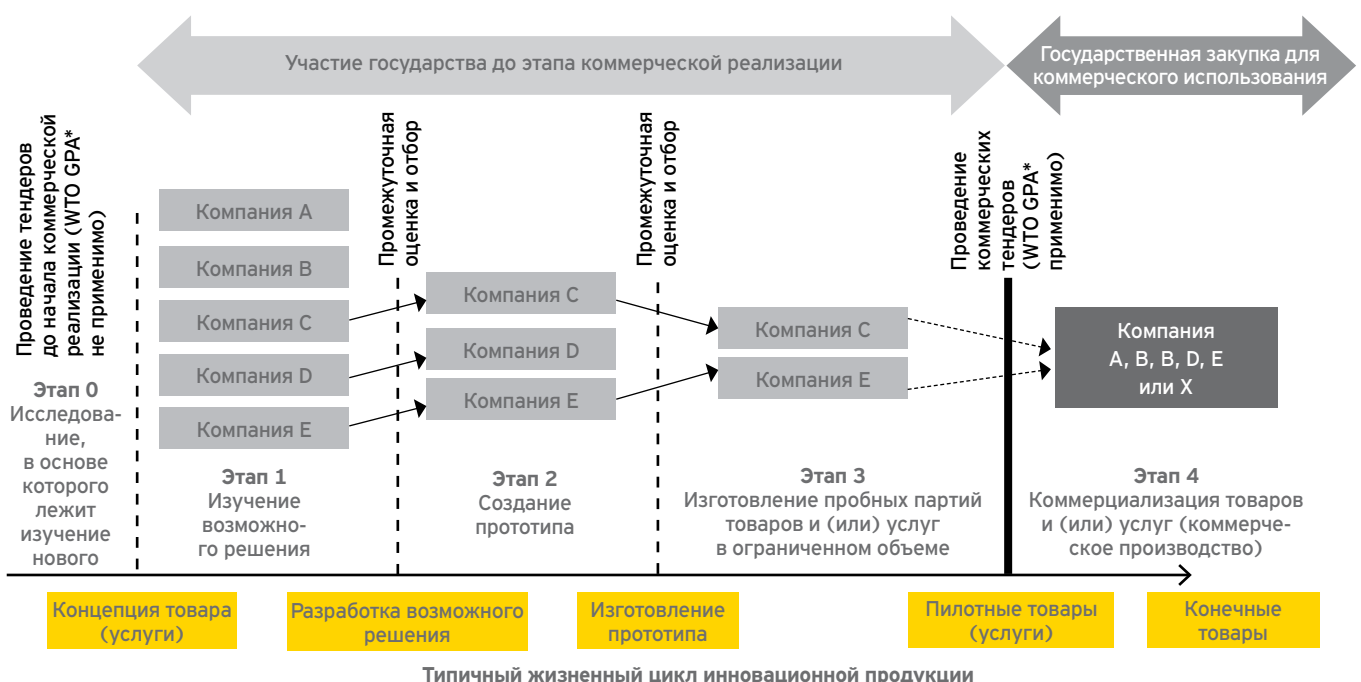 Участие государства до этапа коммерческой реализации
Государственная закупка для
коммерческого использования
Проведение тендеров
до начала коммерческой
реализации (WTO GPA*
не применимо)
Промежуточная
оценка и отбор
Промежуточная
оценка и отбор
Проведение
коммерческих
тендеров
(WTO GPA*
применимо)
Компания A
Компания B
Компания C
Компания D
Компания E
Компания C
Компания D
Компания E
Компания C
Компания E
Компания
A, B, B, D, E
или X
Этап 0
Исследова-
ние,
в основе
которого
лежит
изучение
нового
Этап 1
Изучение
возможно-
го решения
Этап 2
Создание
прототипа
Этап 3
Изготовление пробных партий
товаров и (или) услуг
в ограниченном объеме
Этап 4
Коммерциализация товаров
и (или) услуг (коммерче-
ское производство)
Концепция товара
(услуги)
Разработка возможного
решения
Изготовление
прототипа
Пилотные товары
(услуги)
Конечные
товары
Типичный жизненный цикл инновационной продукции